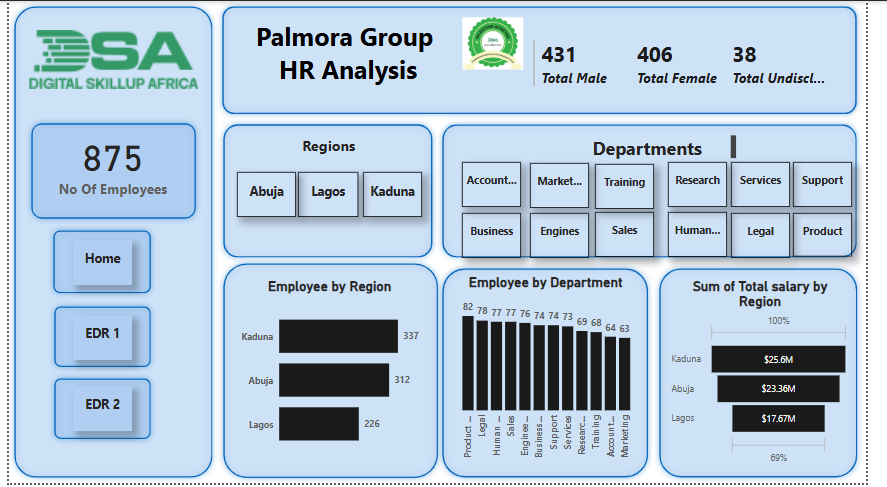 DSA
DIGITAL SKILLUP AFRICA
Palmora Group
HR Analysis
431
Total Male
406
Total Female
38
Total Undiscl...
875
No Of Employees
Home
EDR 1
EDR 2
Regions
Abuja
Lagos
Kaduna
Departments
Account...
Market...
Training
Research
Services
Support
Business
Engines
Sales
Human...
Legal
Product
Employee by Region
Kaduna 337
Abuja 312
Lagos 226
Employee by Department
82 78 77 77 76 74 74 73 69 68 64 63
Product ...
Legal
Human ...
Sales
Enginee...
Business...
Support
Services
Researc...
Training
Account...
Marketing
Sum of Total salary by
Region
100%
Kaduna $25.6M
Abuja $23.36M
Lagos $17.67M
69%